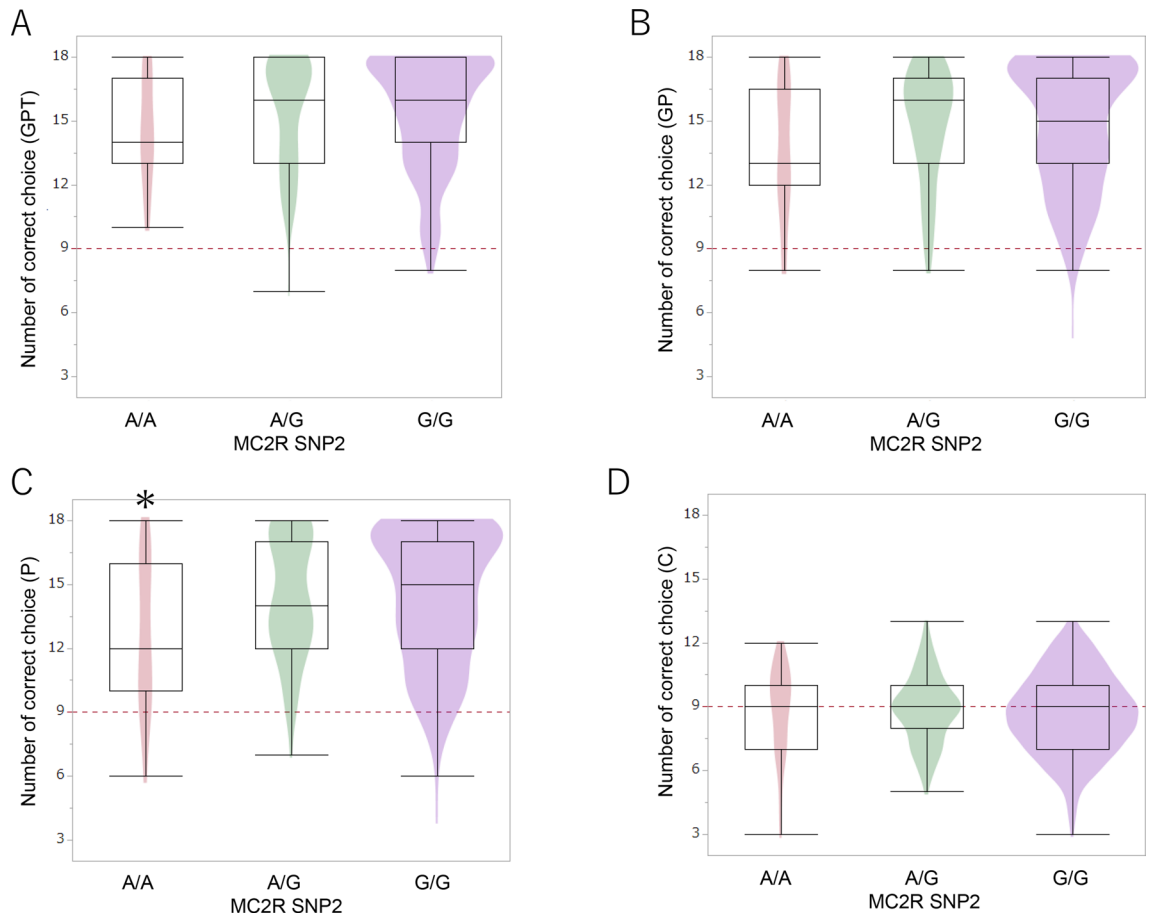 A
Number of correct choice (GPT)
18
15
12
9
6
3
A/A A/G G/G
MC2R SNP2
B
Number of correct choice (GP)
18
15
12
9
6
3
A/A A/G G/G
MC2R SNP2
C
Number of correct choice (P)
*
18
15
12
9
6
3
A/A A/G G/G
MC2R SNP2
D
Number of correct choice (C)
18
15
12
9
6
3
A/A A/G G/G
MC2R SNP2